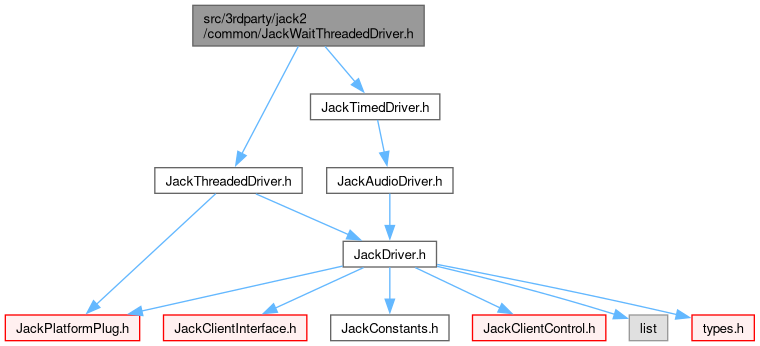 src/3rdparty/jack2
/common/JackWaitThreadedDriver.h
JackTimedDriver.h
JackThreadedDriver.h
JackAudioDriver.h
JackDriver.h
JackPlatformPlug.h
JackClientInterface.h
JackConstants.h
JackClientControl.h
list
types.h